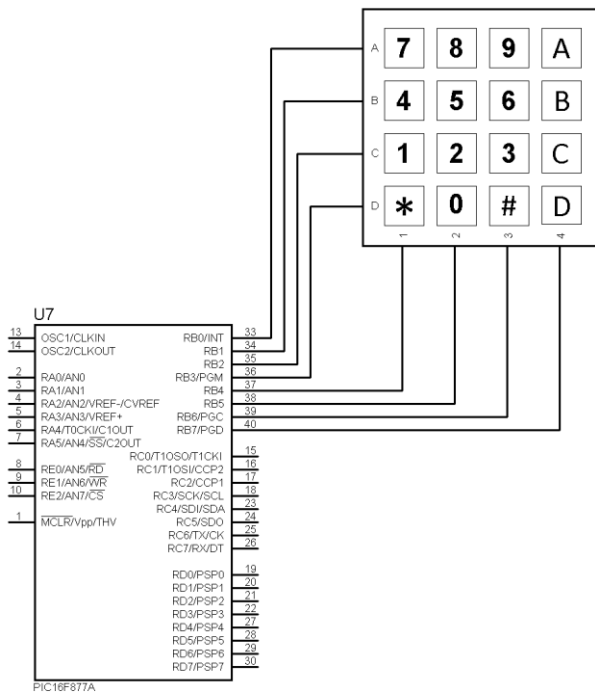 A 7 8 9 A
B 4 5 6 B
C 1 2 3 C
D * 0 # D
1 2 3 4
U7
13 OSC1/CLKIN RB0/INT 33
14 OSC2/CLKOUT RB1 34
RB2 35
2 RA0/AN0 RB3/PGM 36
3 RA1/AN1 RB4 37
4 RA2/AN2/VREF-/CVREF RB5 38
5 RA3/AN3/VREF+ RB6/PGC 39
6 RA4/T0CKI/C1OUT RB7/PGD 40
7 RA5/AN4/SS/C2OUT
RC0/T1OSO/T1CKI 15
8 RE0/AN5/RD RC1/T1OSI/CCP2 16
9 RE1/AN6/WR RC2/CCP1 17
10 RE2/AN7/CS RC3/SCK/SCL 18
RC4/SDI/SDA 23
1 MCLR/Vpp/THV RC5/SDO 24
RC6/TX/CK 25
RC7/RX/DT 26
RD0/PSP0 19
RD1/PSP1 20
RD2/PSP2 21
RD3/PSP3 22
RD4/PSP4 27
RD5/PSP5 28
RD6/PSP6 29
RD7/PSP7 30
PIC16F877A